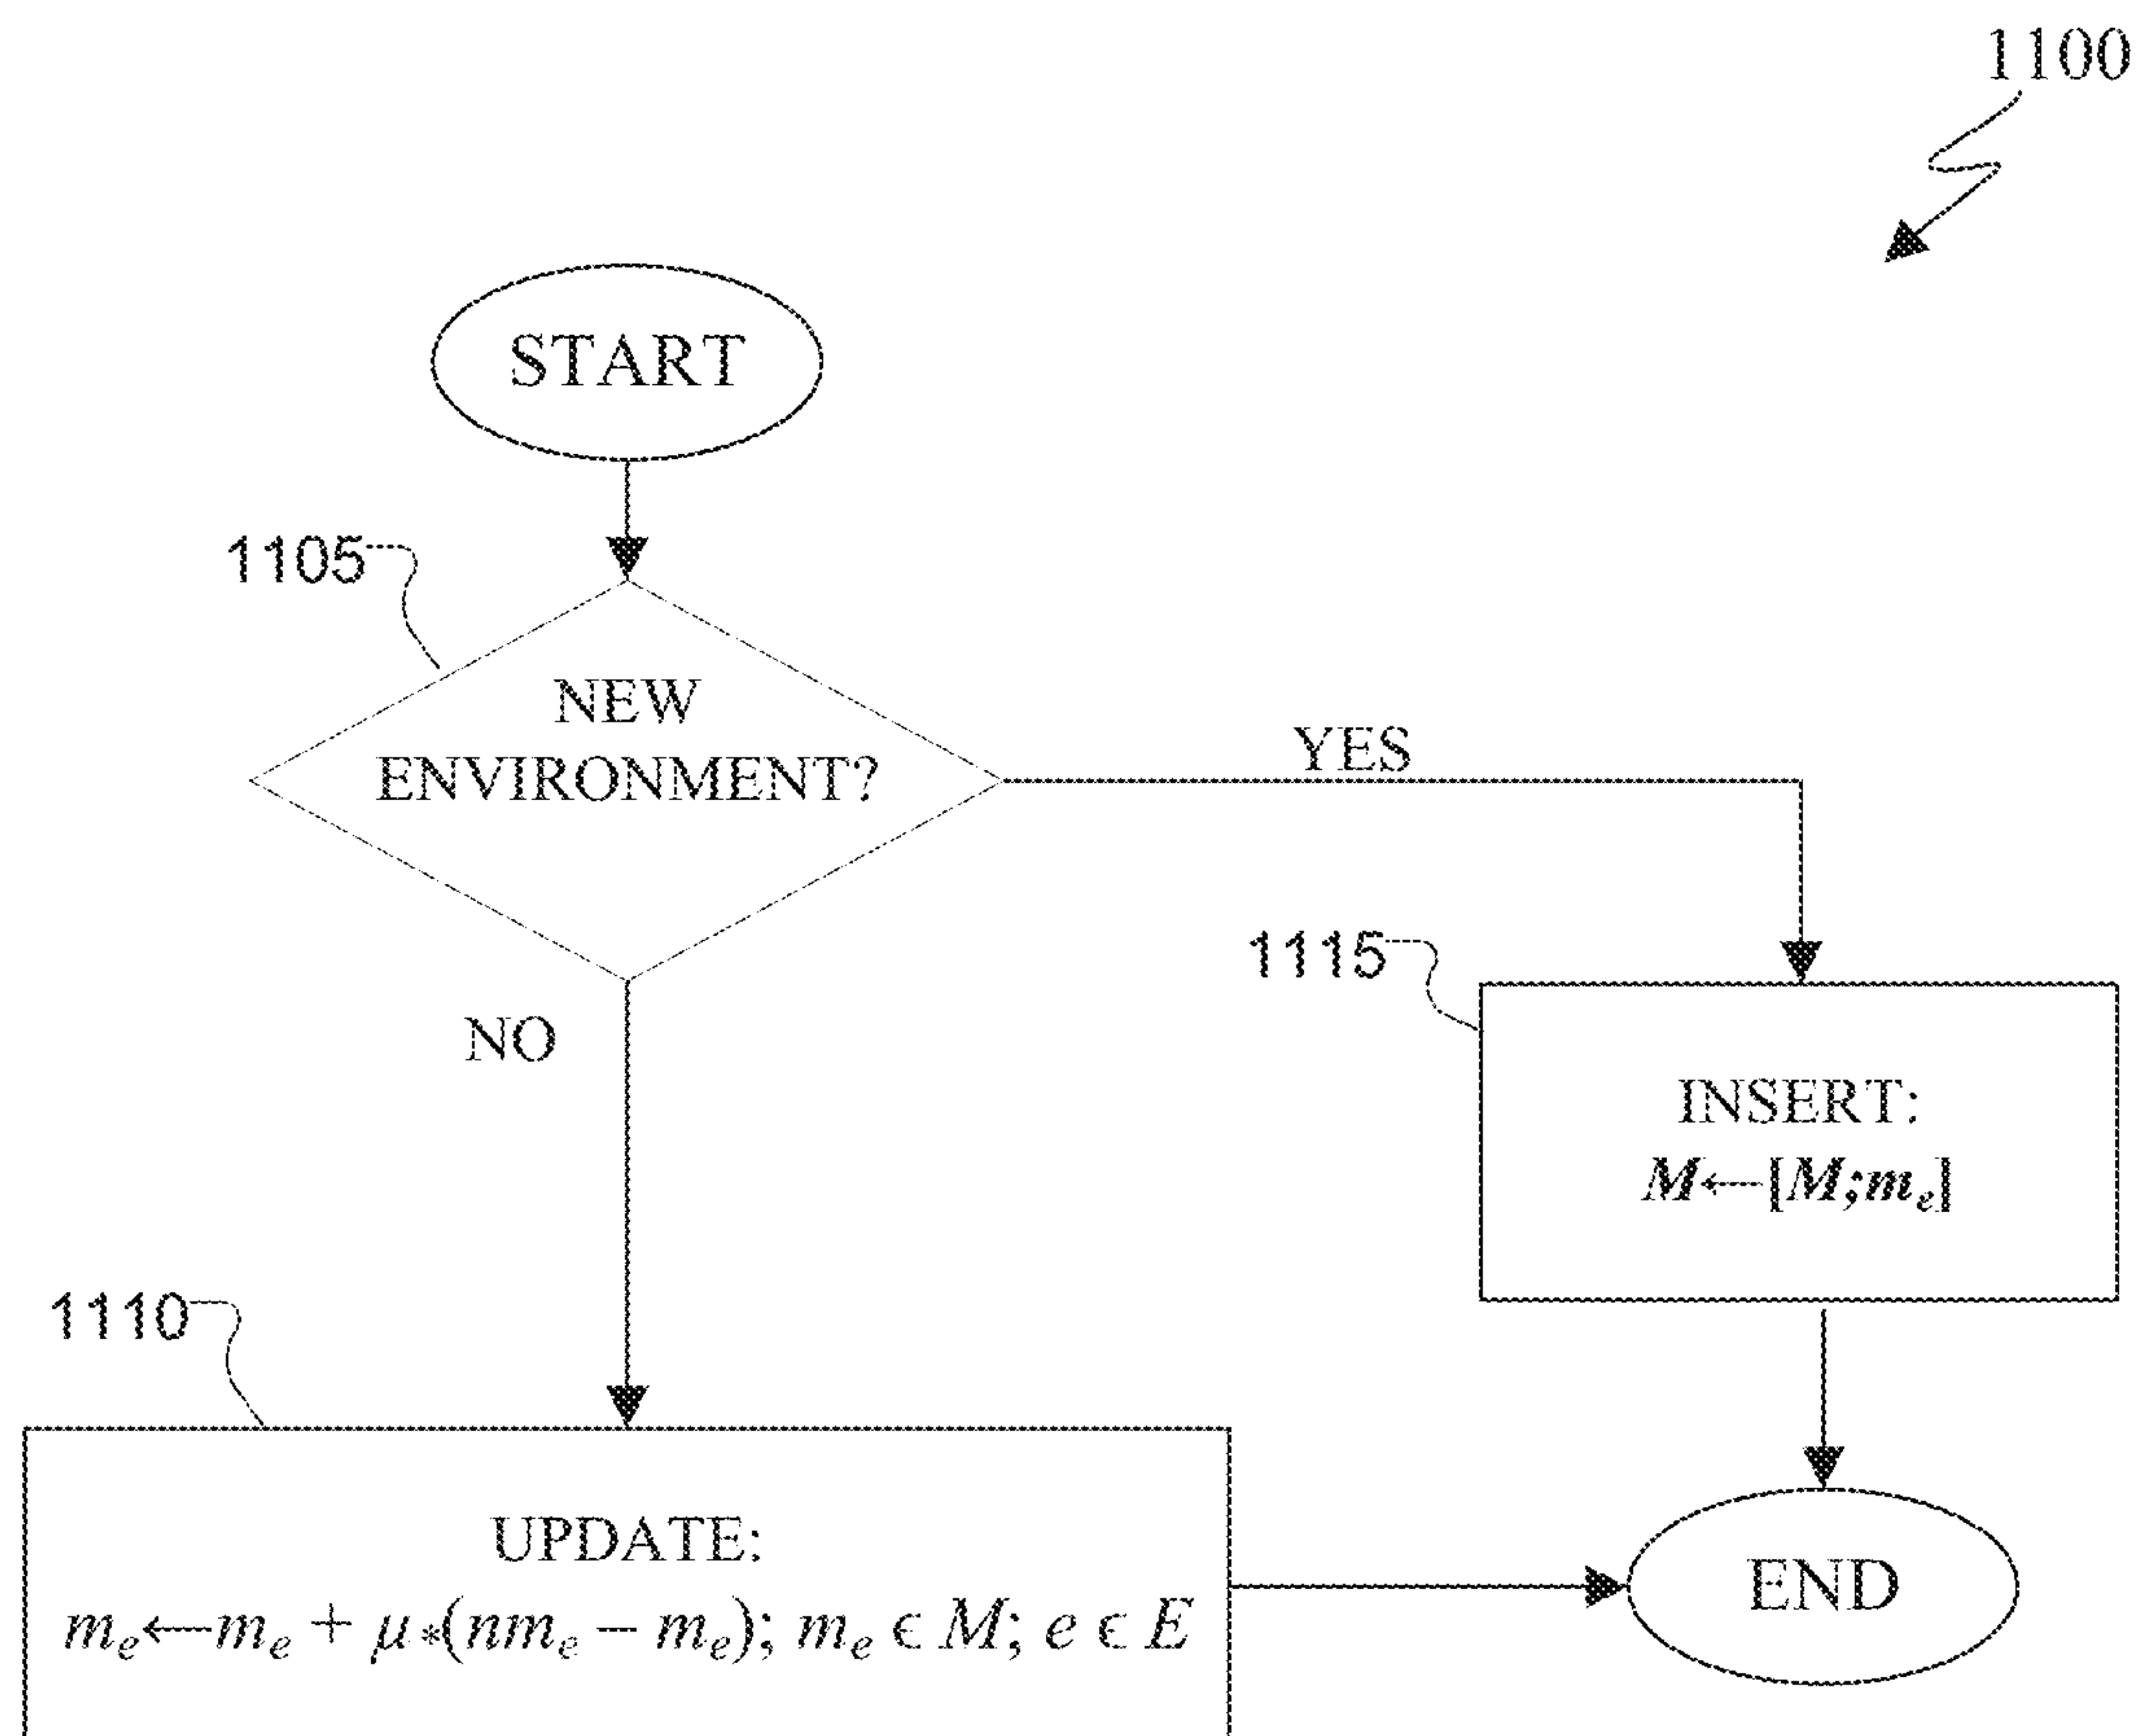 1100
START
1105
NEW
ENVIRONMENT?
YES
NO
1115
INSERT:
M←[M;mₑ]
1110
UPDATE:
mₑ←mₑ + μ*(nmₑ – mₑ); mₑ ϵ M; e ϵ E
END